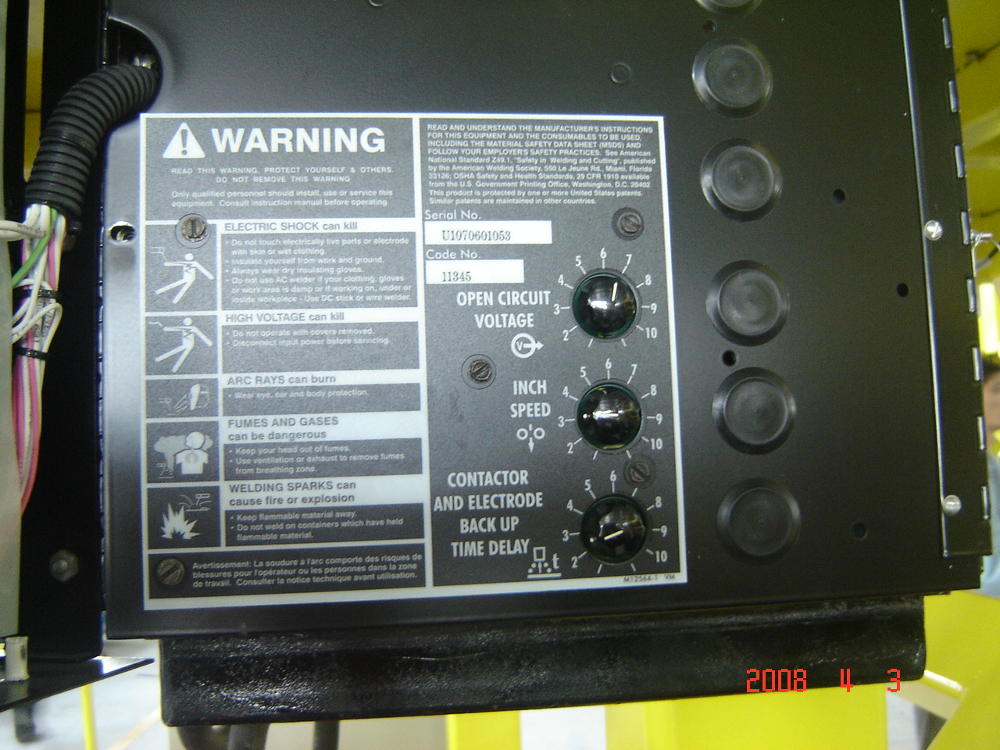 WARNING
READ THIS WARNING. PROTECT YOURSELF & OTHERS.
DO NOT REMOVE THIS WARNING
Only qualified personnel should install, use or service this
equipment. Consult instruction manual before operating.
ELECTRIC SHOCK can kill
• Do not touch electrically live parts or electrode
with skin or wet clothing.
• Insulate yourself from work and ground.
• Always wear dry insulating gloves.
• Do not use AC welder if your clothing, gloves
or work area is damp or if working on, under or
inside workpiece - Use DC stick or wire welder.
HIGH VOLTAGE can kill
• Do not operate with covers removed.
• Disconnect input power before servicing.
ARC RAYS can burn
• Wear eye, ear and body protection.
FUMES AND GASES
can be dangerous
• Keep your head out of fumes.
• Use ventilation or exhaust to remove fumes
from breathing zone.
WELDING SPARKS can
cause fire or explosion
• Keep flammable material away.
• Do not weld on containers which have held
flammable material.
Avertissement: La soudure à l'arc comporte des risques de
blessures pour l'opérateur ou les personnes dans la zone
de travail. Consulter la notice technique avant utilisation.
READ AND UNDERSTAND THE MANUFACTURER'S INSTRUCTIONS
FOR THIS EQUIPMENT AND THE CONSUMABLES TO BE USED,
INCLUDING THE MATERIAL SAFETY DATA SHEET (MSDS) AND
FOLLOW YOUR EMPLOYER'S SAFETY PRACTICES. See American
National Standard Z49.1, "Safety in Welding and Cutting", published
by the American Welding Society, 550 Le Jeune Rd., Miami, Florida
33126; OSHA Safety and Health Standards, 29 CFR 1910 available
from the U.S. Government Printing Office, Washington, D.C. 20402
This product is protected by one or more United States patents.
Similar patents are maintained in other countries.
Serial No.
U1070601053
Code No.
11345
OPEN CIRCUIT
VOLTAGE
V
2 3 4 5 6 7 8 9 10
INCH
SPEED
2 3 4 5 6 7 8 9 10
CONTACTOR
AND ELECTRODE
BACK UP
TIME DELAY
t
2 3 4 5 6 8 9 10
M12564-1 VM
2008 4 3